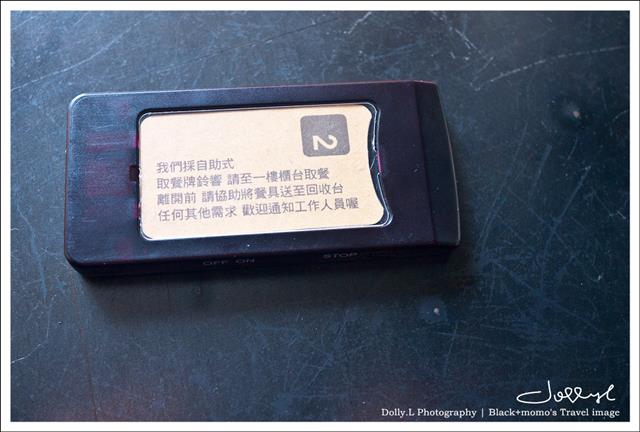 2
我們採自助式
取餐牌鈴響 請至一樓櫃台取餐
離開前 請協助將餐具送至回收台
任何其他需求 歡迎通知工作人員喔
OFF ON
STOP
Dollyl
Dolly.L Photography | Black+momo's Travel image